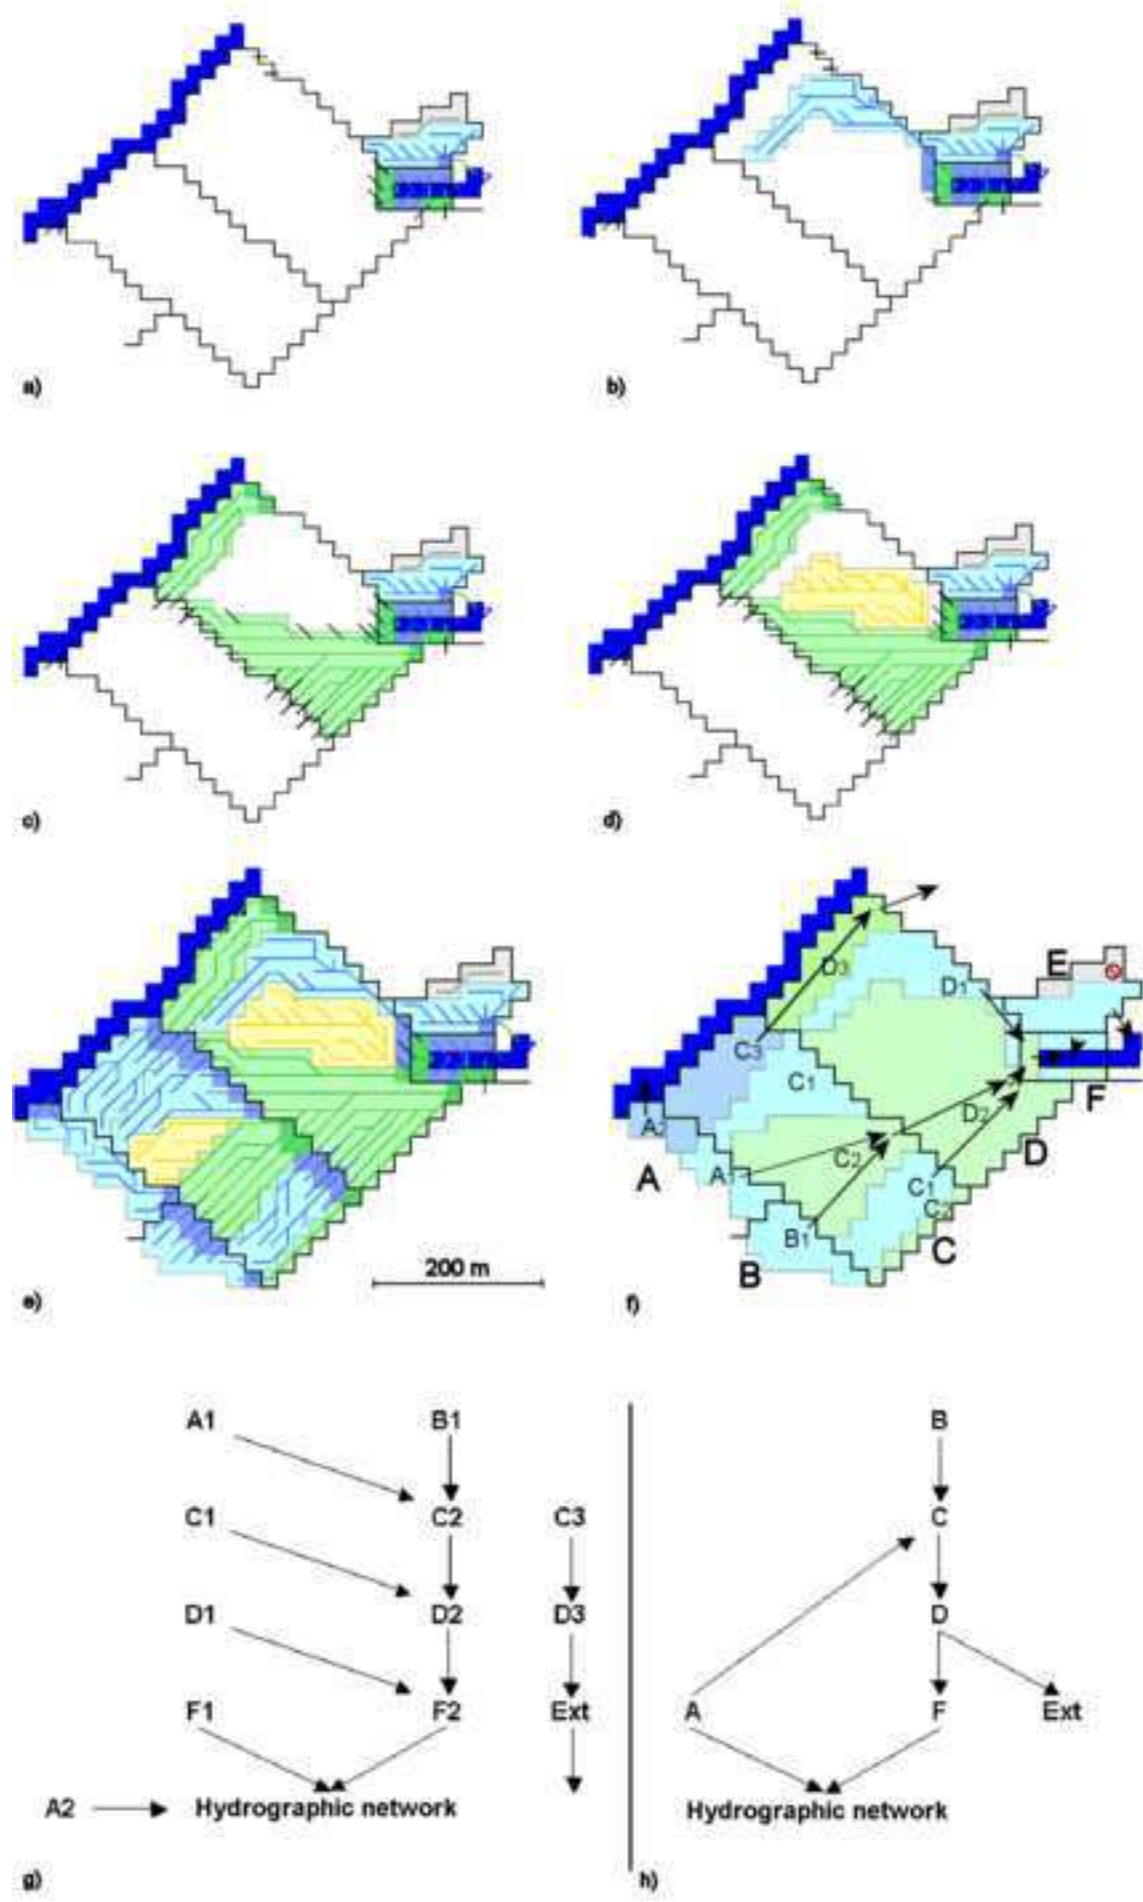 a)
b)
c)
d)
200 m
e)
E
D3
D1
C3
C1
F
A2
D2
D
C2
A
A1
C1
C2
B1
C
B
f)
A1 B1
C1 C2 C3
D1 D2 D3
F1 F2 Ext
A2 Hydrographic network
g)
B
C
D
A F Ext
Hydrographic network
h)